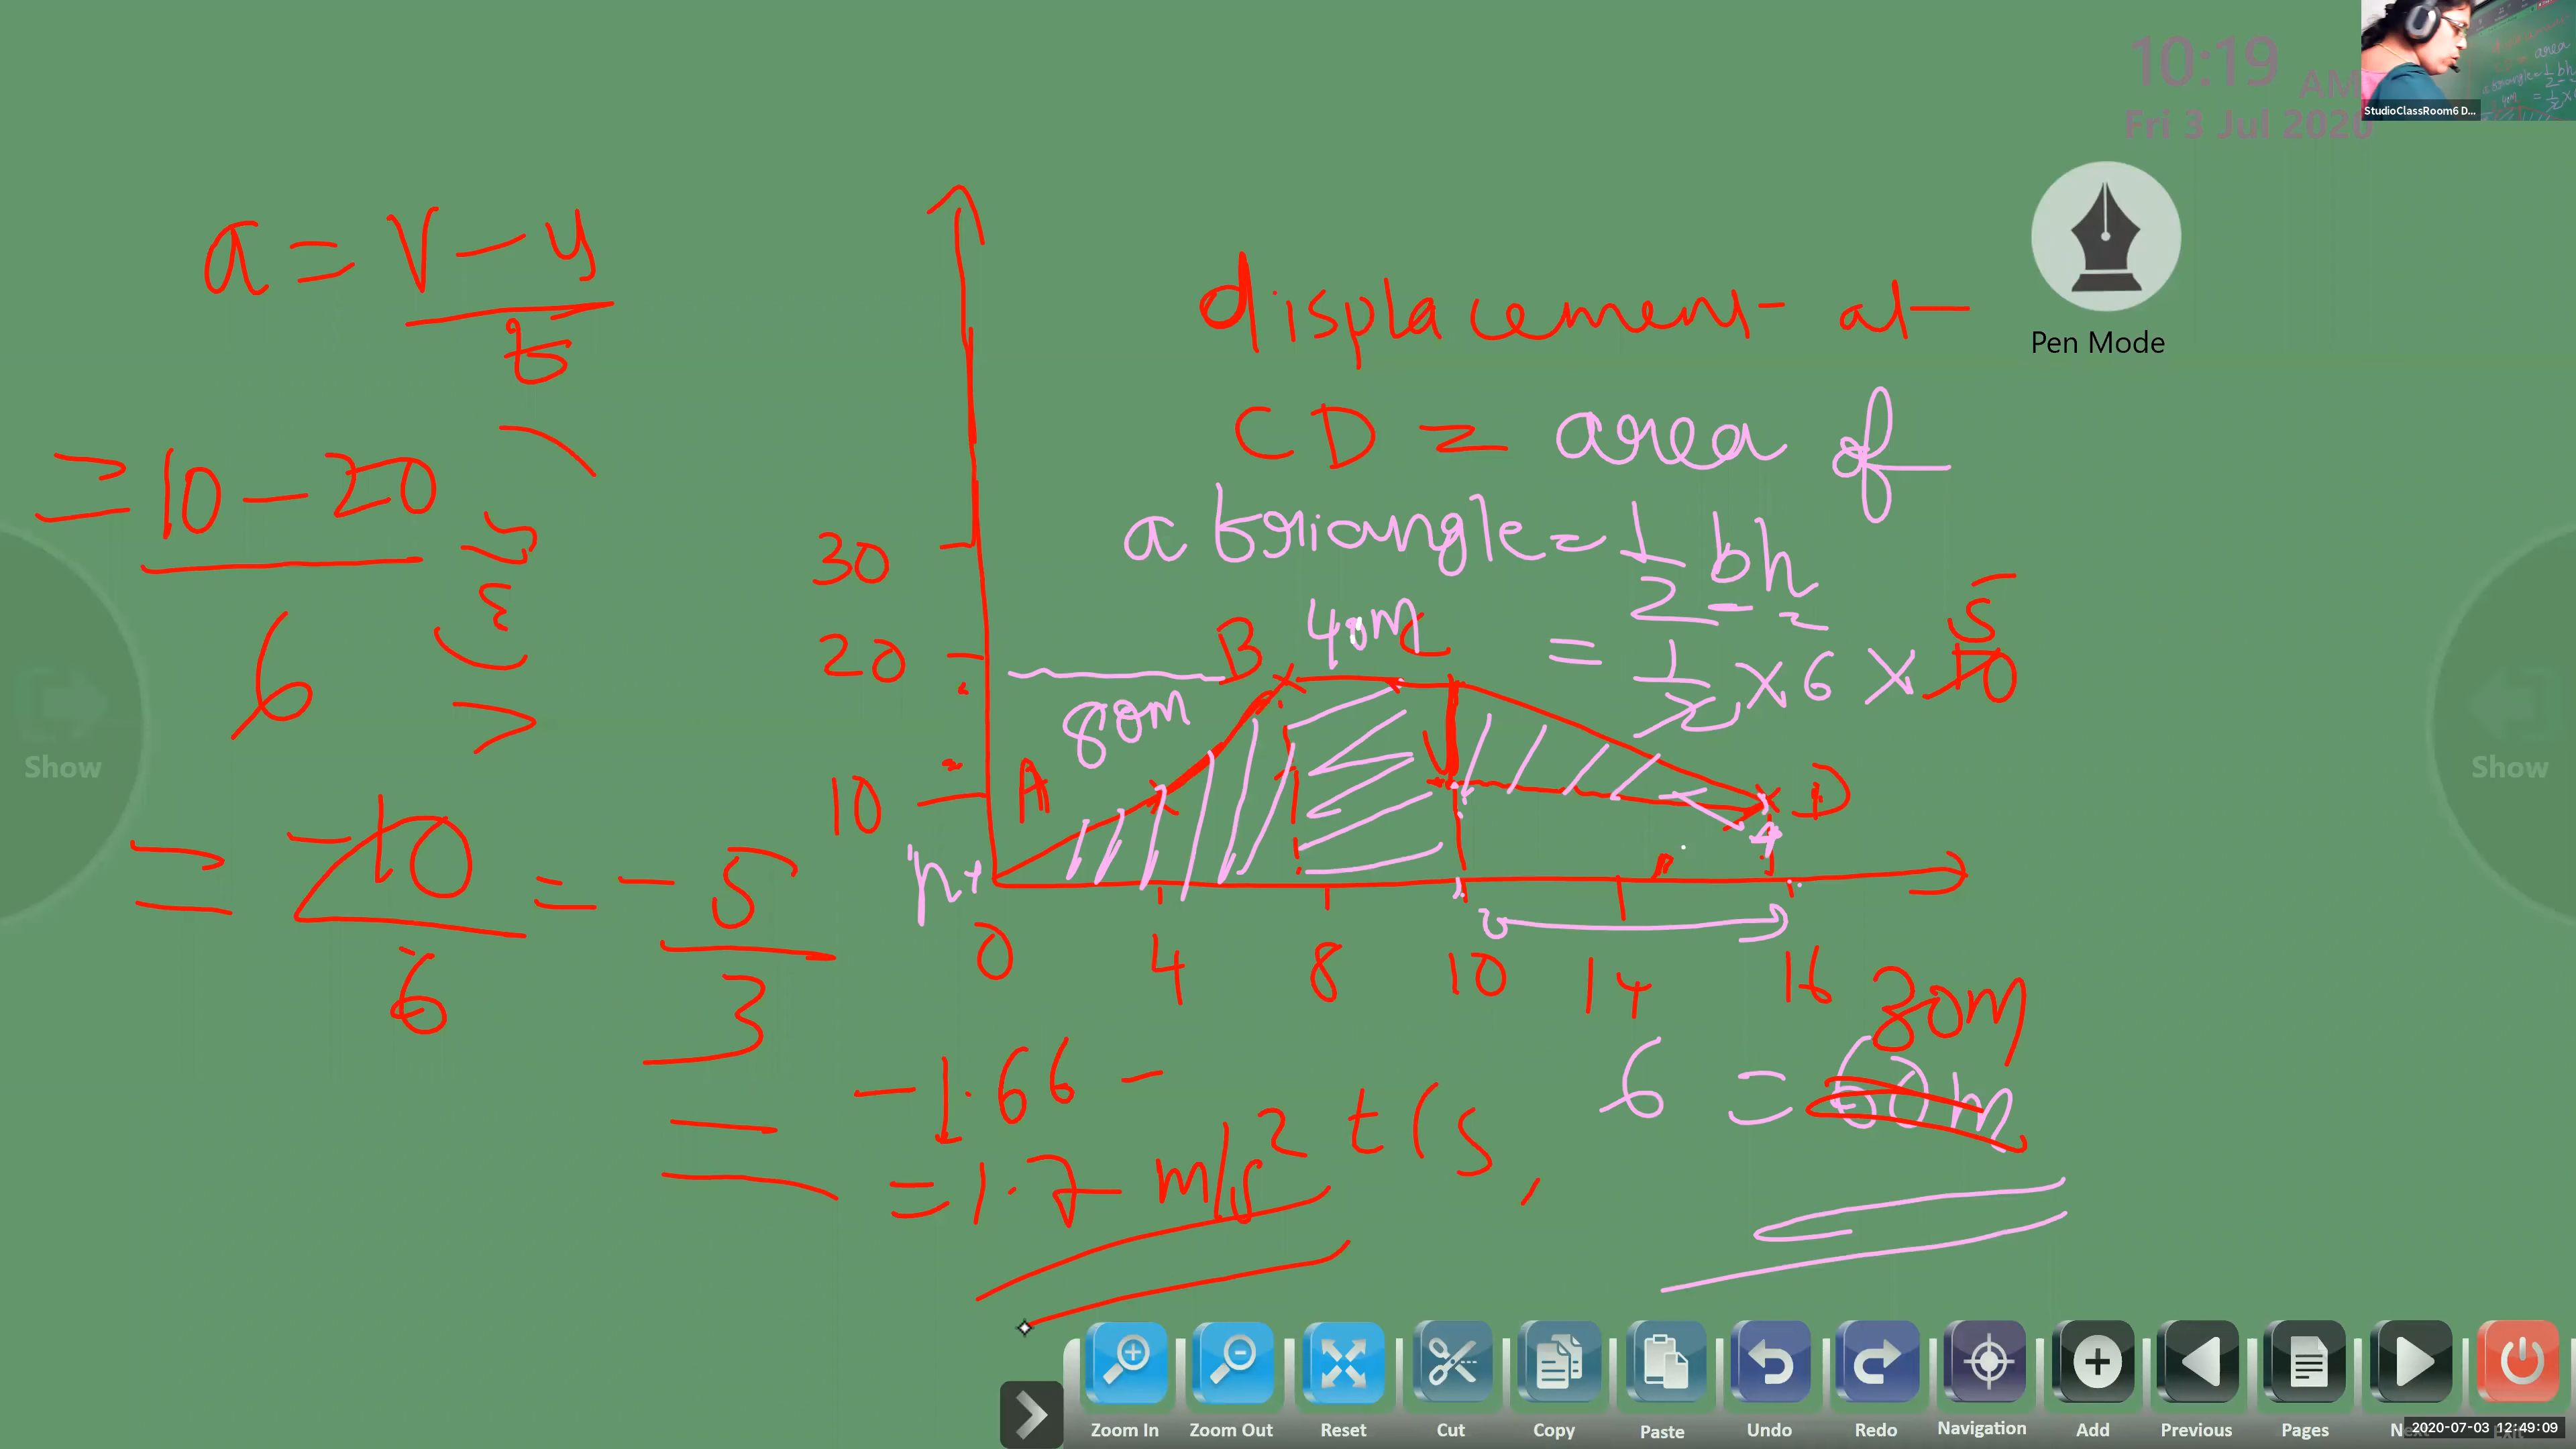 10:19 AM
Fri 3 Jul 2020
StudioClassRoom6 D...
Pen Mode
a = v - u
t
= 10 - 20
6
= -10
6
= -5
3
-1.66
= 1.7 m/s2
displacement at
CD = area of
a triangle = 1
2 bh
= 1
2 x 6 x 10
5
30
20
10
A
B
40m
C
80m
D
0
4
8
10
14
16
t(s,
6 = 60m
30m
Show
Show
Zoom In
Zoom Out
Reset
Cut
Copy
Paste
Undo
Redo
Navigation
Add
Previous
Pages
2020-07-03 12:49:09